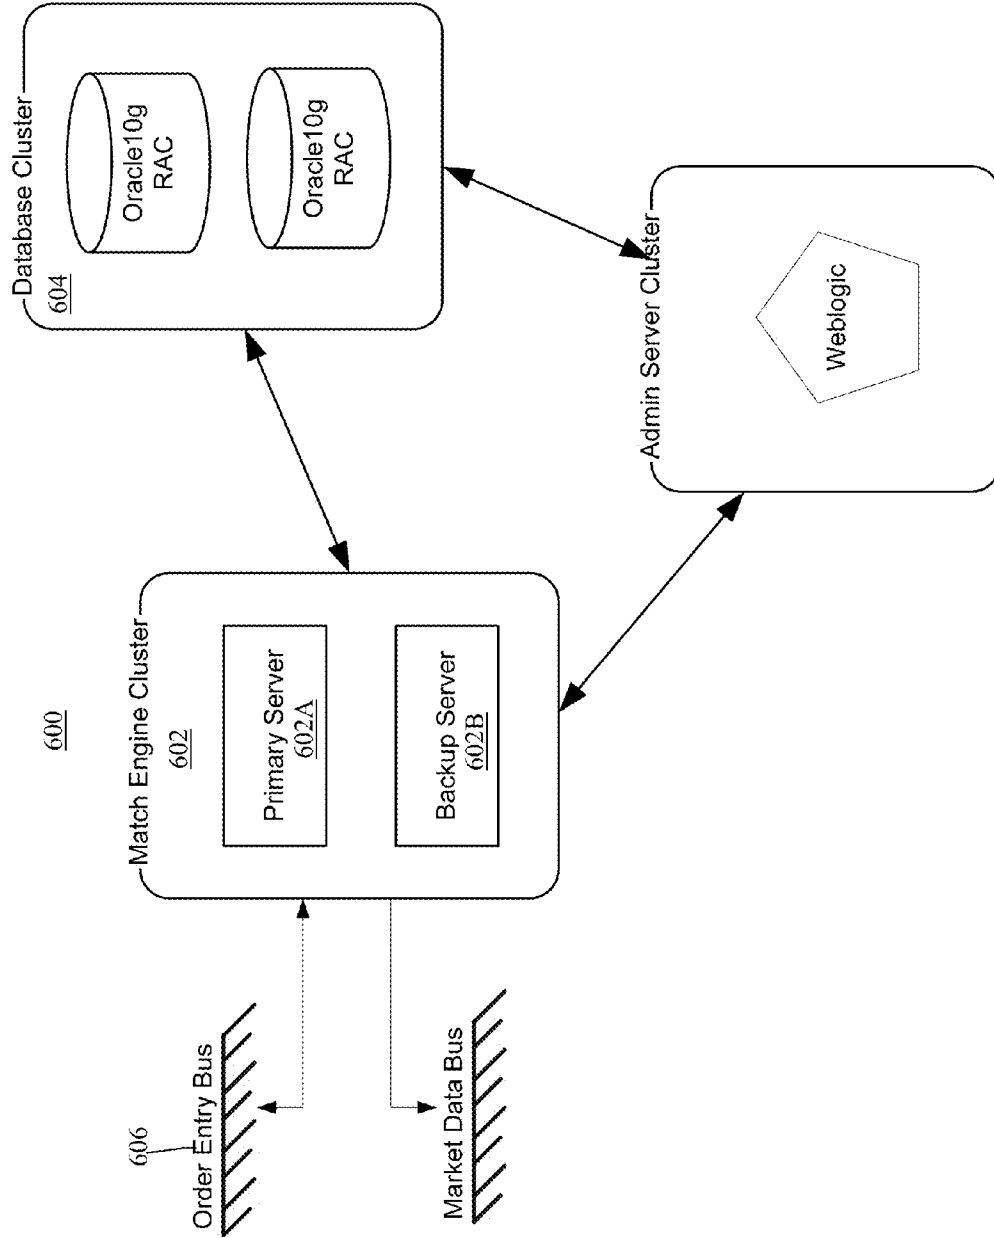 600
Order Entry Bus
606
Market Data Bus
Match Engine Cluster
602
Primary Server
602A
Backup Server
602B
Database Cluster
604
Oracle10g
RAC
Oracle10g
RAC
Admin Server Cluster
Weblogic